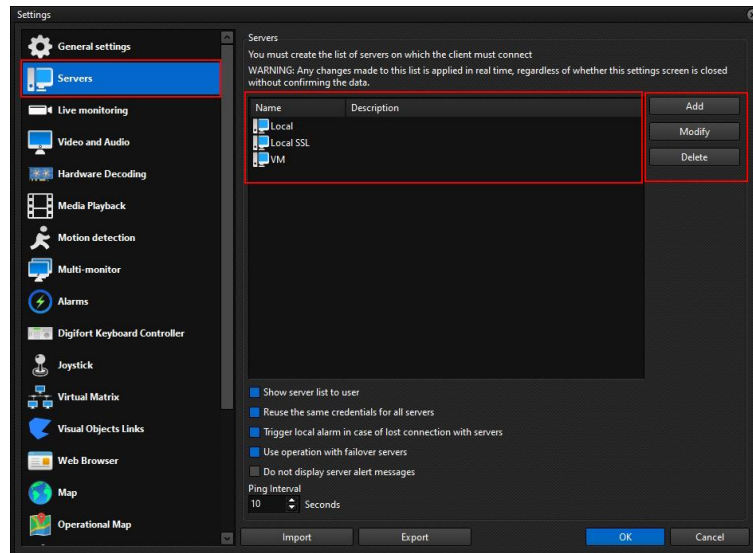 Settings
General settings
Servers
Live monitoring
Video and Audio
Hardware Decoding
Media Playback
Motion detection
Multi-monitor
Alarms
Digifort Keyboard Controller
Joystick
Virtual Matrix
Visual Objects Links
Web Browser
Map
Operational Map
Servers
You must create the list of servers on which the client must connect
WARNING: Any changes made to this list is applied in real time, regardless of whether this settings screen is closed
without confirming the data.
Name Description
Local
Local SSL
VM
Add
Modify
Delete
Show server list to user
Reuse the same credentials for all servers
Trigger local alarm in case of lost connection with servers
Use operation with failover servers
Do not display server alert messages
Ping Interval
10 Seconds
Import Export OK Cancel